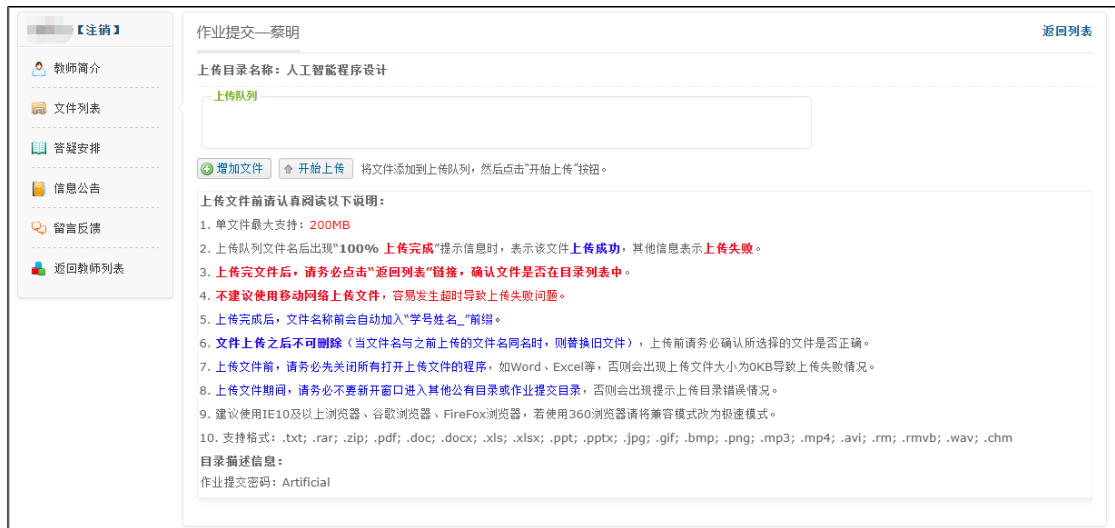 【注销】
教师简介
文件列表
答疑安排
信息公告
留言反馈
返回教师列表
作业提交—蔡明
返回列表
上传目录名称：人工智能程序设计
上传队列
增加文件 开始上传 将文件添加到上传队列，然后点击"开始上传"按钮。
上传文件前请认真阅读以下说明：
1. 单文件最大支持：200MB
2. 上传队列文件名后出现"100% 上传完成"提示信息时，表示该文件上传成功，其他信息表示上传失败。
3. 上传完文件后，请务必点击"返回列表"链接，确认文件是否在目录列表中。
4. 不建议使用移动网络上传文件，容易发生超时导致上传失败问题。
5. 上传完成后，文件名称前会自动加入"学号姓名_"前缀。
6. 文件上传之后不可删除（当文件名与之前上传的文件名同名时，则替换旧文件），上传前请务必确认所选择的文件是否正确。
7. 上传文件前，请务必先关闭所有打开上传文件的程序，如Word、Excel等，否则会出现上传文件大小为0KB导致上传失败情况。
8. 上传文件期间，请务必不要新开窗口进入其他公有目录或作业提交目录，否则会出现提示上传目录错误情况。
9. 建议使用IE10及以上浏览器、谷歌浏览器、FireFox浏览器，若使用360浏览器请将兼容模式改为极速模式。
10. 支持格式：.txt; .rar; .zip; .pdf; .doc; .docx; .xls; .xlsx; .ppt; .pptx; .jpg; .gif; .bmp; .png; .mp3; .mp4; .avi; .rm; .rmvb; .wav; .chm
目录描述信息：
作业提交密码：Artificial